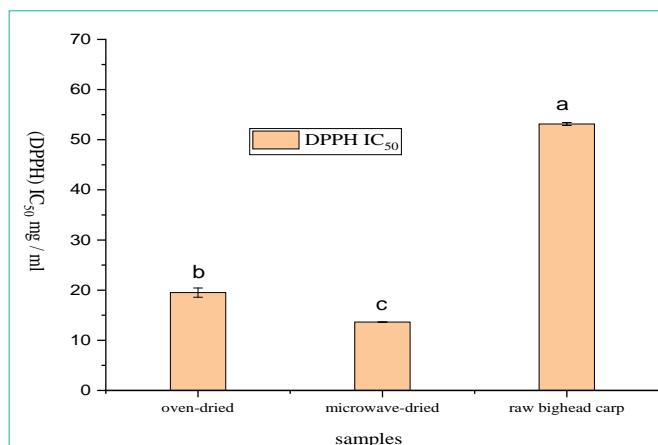 70
60
50
40
30
20
10
0
(DPPH) IC50 mg / ml
DPPH IC50
b
c
a
oven-dried
microwave-dried
raw bighead carp
samples